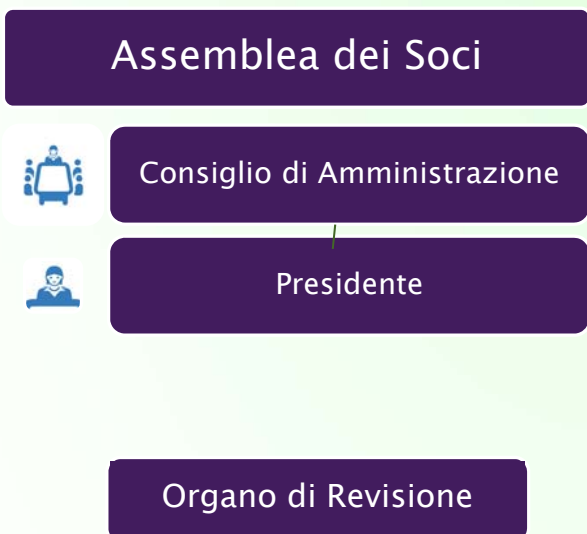 Assemblea dei Soci
Consiglio di Amministrazione
Presidente
Organo di Revisione